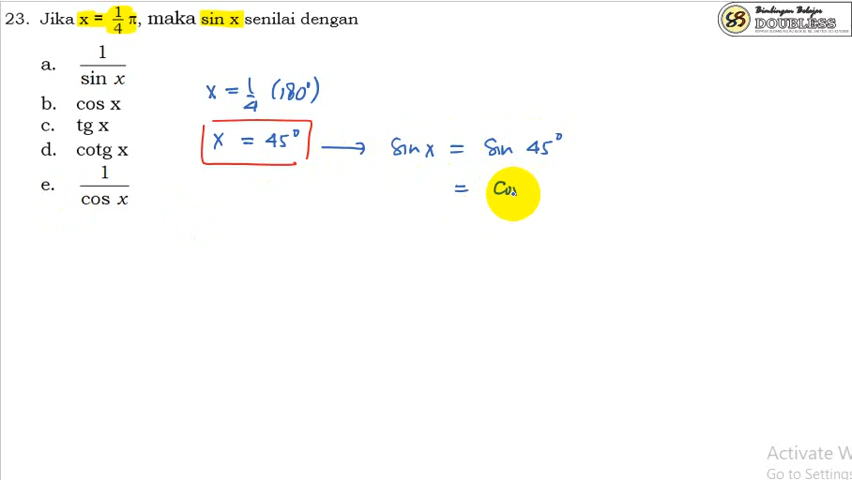 23. Jika x = 1/4 π, maka sin x senilai dengan
Bimbingan Belajar
DOUBLESS
a. 1/sin x
b. cos x
c. tg x
d. cotg x
e. 1/cos x
x = 1/4 (180°)
x = 45° → sin x = sin 45°
= Cos
Activate W
Go to Settings